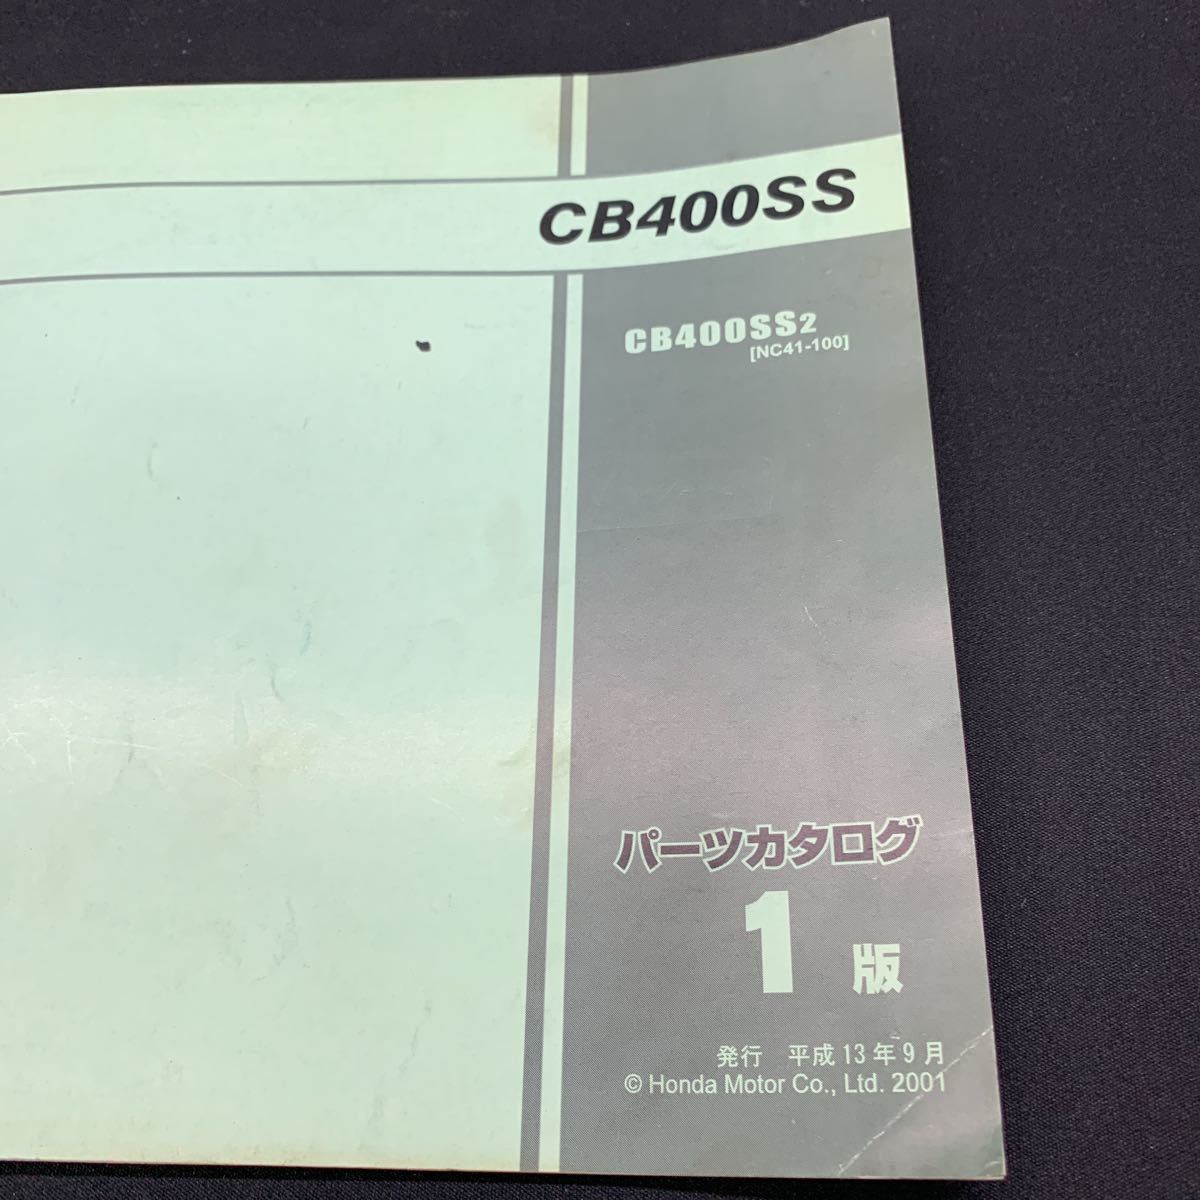 CB400SS
CB400SS2
[NC41-100]
パーツカタログ
1版
発行 平成13年9月
© Honda Motor Co., Ltd. 2001